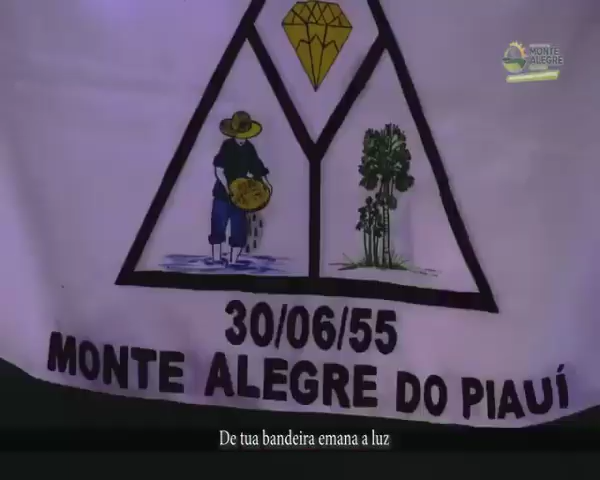 MONTE
ALEGRE
30/06/55
MONTE ALEGRE DO PIAUÍ
De tua bandeira emana a luz